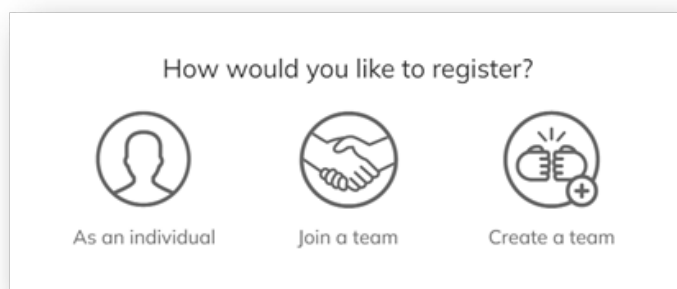 How would you like to register?
As an individual
Join a team
Create a team